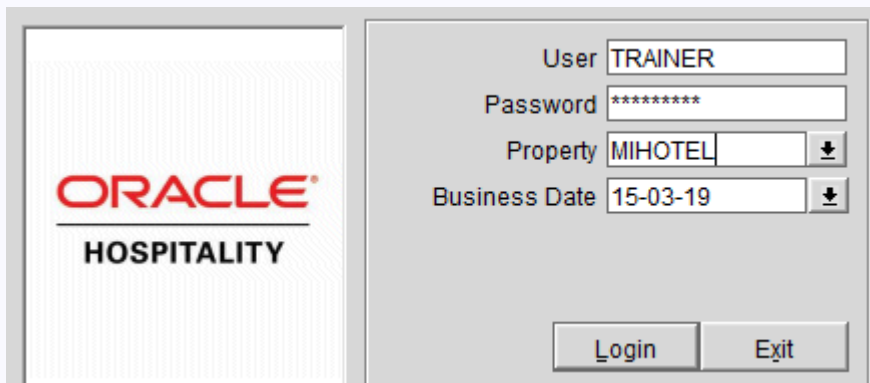 ORACLE®
HOSPITALITY
User TRAINER
Password *********
Property MIHOTEL
Business Date 15-03-19
Login Exit